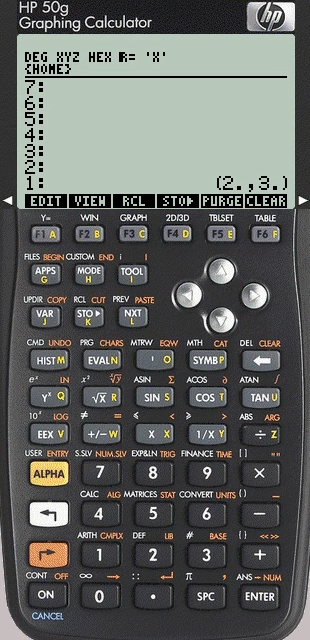 HP 50g
Graphing Calculator
hp
DEG XYZ HEX R= 'X'
{HOME}
7:
6:
5:
4:
3:
2:
1: (2.,3.)
EDIT VIEW RCL STO▶ PURGE CLEAR
Y= WIN GRAPH 2D/3D TBLSET TABLE
F1 A F2 B F3 C F4 D F5 E F6 F
FILES BEGIN CUSTOM END i I
APPS G MODE H TOOL I
UPDIR COPY RCL CUT PREV PASTE
VAR J STO▶ K NXT L
CMD UNDO PRG CHARS MTRW EQW MTH CAT DEL CLEAR
HIST M EVAL N ' O SYMB P ←
eˣ LN x² ˣ√y ASIN Σ ACOS ∂ ATAN ∫
Yˣ Q √X R SIN S COS T TAN U
10ˣ LOG ≠ = ≤ < ≥ > ABS ARG
EEX V +/− W X X 1/X Y ÷ Z
USER ENTRY S.SLV NUM.SLV EXP&LN TRIG FINANCE TIME [ ] " "
ALPHA 7 8 9 ×
CALC ALG MATRICES STAT CONVERT UNITS ( ) _
↰ 4 5 6 −
ARITH CMPLX DEF LIB # BASE { } « »
↱ 1 2 3 +
CONT OFF ∞ → : : ↵ π , ANS →NUM
ON 0 • SPC ENTER
CANCEL